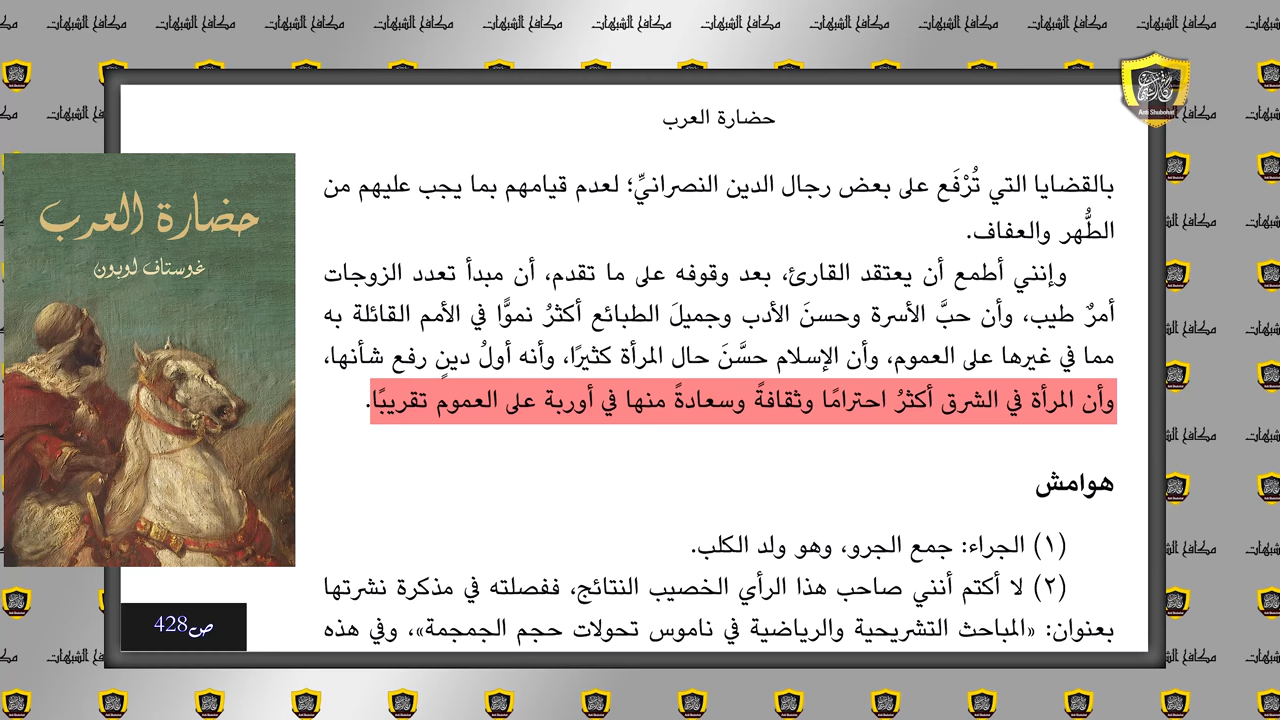 حضارة العرب
بالقضايا التي تُرْفَع على بعض رجال الدين النصرانيِّ؛ لعدم قيامهم بما يجب عليهم من
الطُّهر والعفاف.
وإنني أطمع أن يعتقد القارئ، بعد وقوفه على ما تقدم، أن مبدأ تعدد الزوجات
أمرٌ طيب، وأن حبَّ الأسرة وحسنَ الأدب وجميلَ الطبائع أكثرُ نموًّا في الأمم القائلة به
مما في غيرها على العموم، وأن الإسلام حسَّنَ حال المرأة كثيرًا، وأنه أولُ دينٍ رفع شأنها،
وأن المرأة في الشرق أكثرُ احترامًا وثقافةً وسعادةً منها في أوربة على العموم تقريبًا.
هوامش
(١) الجراء: جمع الجرو، وهو ولد الكلب.
(٢) لا أكتم أنني صاحب هذا الرأي الخصيب النتائج، ففصلته في مذكرة نشرتها
بعنوان: «المباحث التشريحية والرياضية في ناموس تحولات حجم الجمجمة»، وفي هذه
حضارة العرب
غوستاف لوبون
ص428
مكافح الشبهات
Anti Shubohat